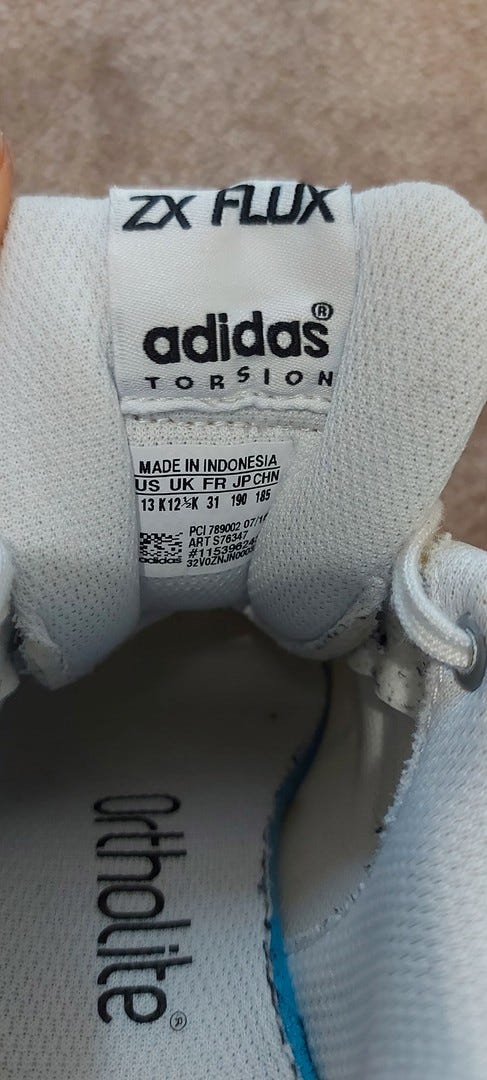 ZX FLUX
adidas®
TORSION
MADE IN INDONESIA
US UK FR JP CHN
13 K 12½K 31 190 185
PCI 789002
ART S76347
adidas
Ortholite®